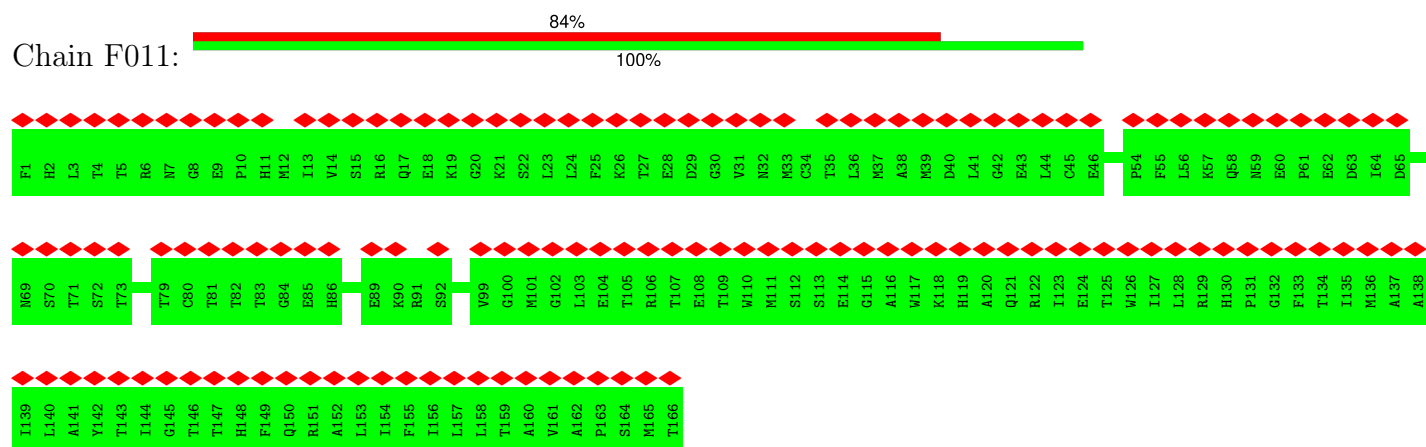 84%
Chain F011:
100%
F1 H2 L3 T4 T5 R6 N7 G8 E9 P10 H11 M12 I13 V14 S15 R16 Q17 E18 K19 G20 K21 S22 L23 L24 F25 K26 T27 E28 D29 G30 V31 N32 M33 C34 T35 L36 M37 A38 M39 D40 L41 G42 E43 L44 C45 E46 P54 F55 L56 K57 Q58 N59 E60 P61 E62 D63 I64 D65
N69 S70 T71 S72 T73 T79 C80 T81 T82 T83 G84 E85 H86 E89 K90 R91 S92 V99 G100 M101 G102 L103 E104 T105 R106 T107 E108 T109 W110 M111 S112 S113 E114 G115 A116 W117 K118 H119 A120 Q121 R122 I123 E124 T125 W126 I127 L128 R129 H130 P131 G132 F133 T134 I135 M136 A137 A138
I139 L140 A141 Y142 T143 I144 G145 T146 T147 H148 F149 Q150 R151 A152 L153 I154 F155 I156 L157 L158 T159 A160 V161 A162 P163 S164 M165 T166